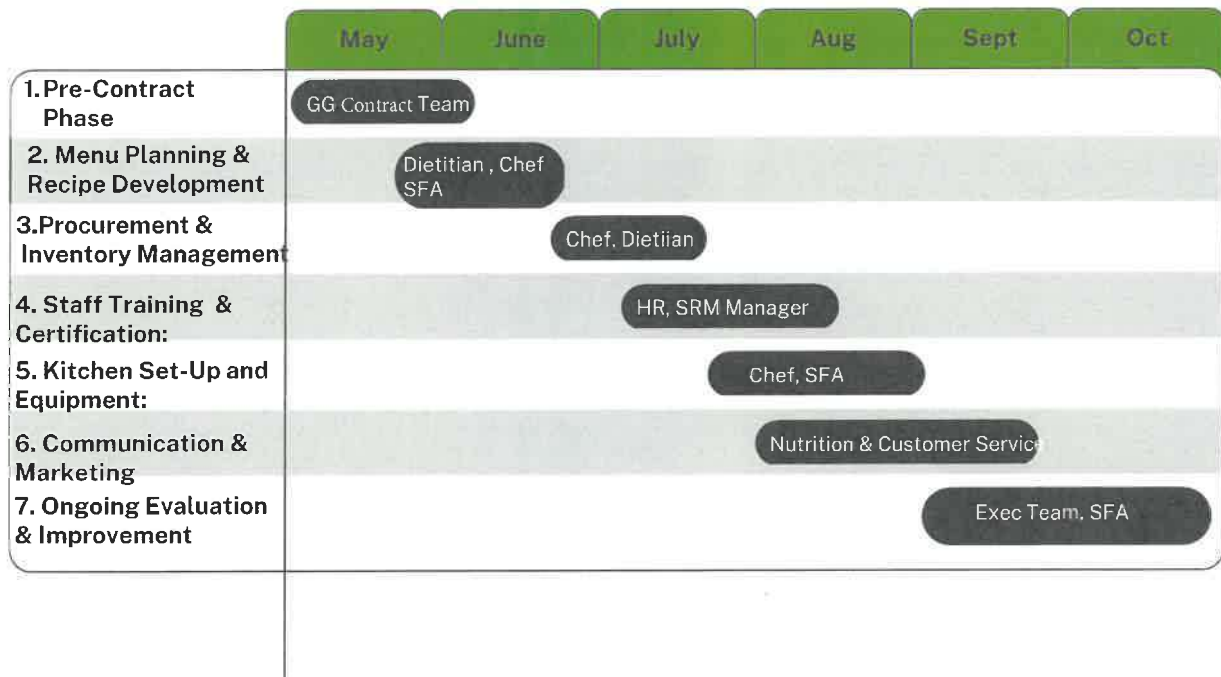 May June July Aug Sept Oct
1. Pre-Contract
Phase
GG Contract Team
2. Menu Planning &
Recipe Development
Dietitian , Chef
SFA
3.Procurement &
Inventory Management
Chef, Dietiian
4. Staff Training &
Certification:
HR, SRM Manager
5. Kitchen Set-Up and
Equipment:
Chef, SFA
6. Communication &
Marketing
Nutrition & Customer Service
7. Ongoing Evaluation
& Improvement
Exec Team, SFA